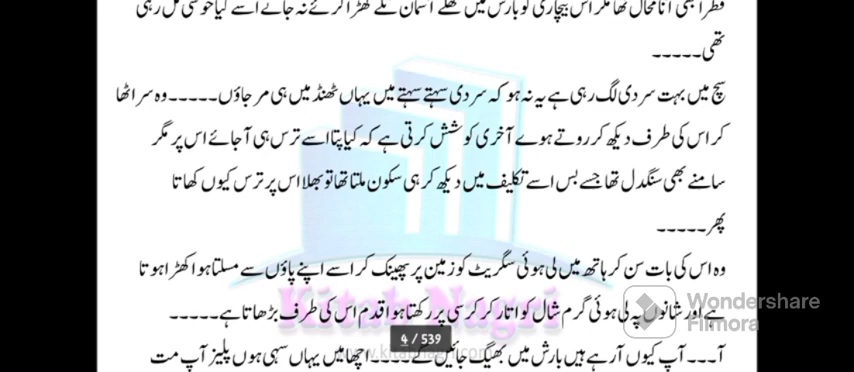 قطرا بھی آنا محال تھا مگر اس بیچاری کو بارش میں کھلے آسمان تلے کھڑا کرئے نہ جانے اسے کیا خوشی مل رہی
تھی-----
سچ میں بہت سردی لگ رہی ہے یہ نہ ہو کہ سردی سہتے سہتے میں یہاں ٹھنڈ میں ہی مر جاؤں-----وہ سر اٹھا
کر اس کی طرف دیکھ کر روتے ہوے آخری کوشش کرتی ہے کہ کیا پتا اسے ترس ہی آ جائے اس پر مگر
سامنے بھی سنگدل تھا جسے بس اسے تکلیف میں دیکھ کر ہی سکون ملتا تھا تو بھلا اس پر ترس کیوں کھاتا
پھر-----
وہ اس کی بات سن کر ہاتھ میں لی ہوئی سگریٹ کو زمین پر پھینک کر اسے اپنے پاؤں سے مسلتا ہوا کھڑا ہوتا
ہے اور شانوں پہ لی ہوئی گرم شال کو اتار کر کرسی پر رکھتا ہوا قدم اس کی طرف بڑھاتا ہے-----
Kitab Nagri
Wondershare
Filmora
4 / 539
آ---آپ کیوں آ رہے ہیں بارش میں بھیگ جائیں گے-----اچھا میں یہاں سہی ہوں پلیز آپ مت